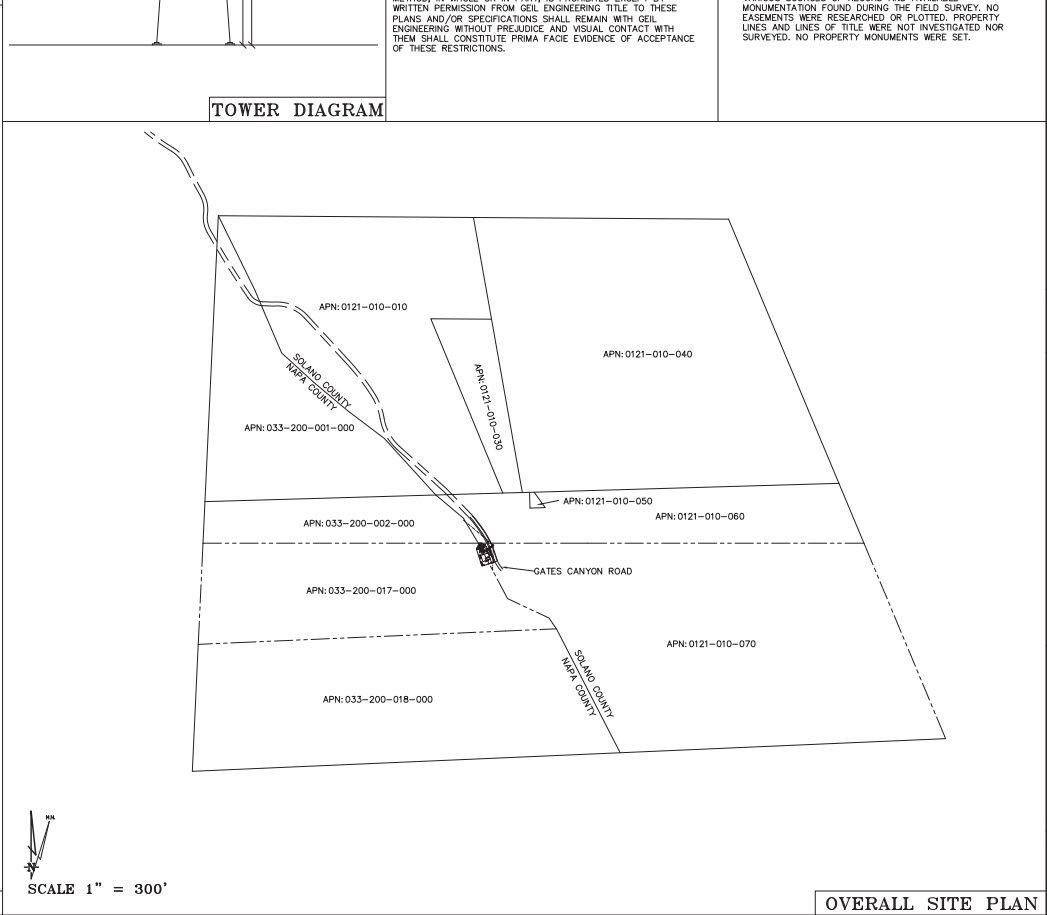 WRITTEN PERMISSION FROM GEIL ENGINEERING TITLE TO THESE
PLANS AND/OR SPECIFICATIONS SHALL REMAIN WITH GEIL
ENGINEERING WITHOUT PREJUDICE AND VISUAL CONTACT WITH
THEM SHALL CONSTITUTE PRIMA FACIE EVIDENCE OF ACCEPTANCE
OF THESE RESTRICTIONS.
MONUMENTATION FOUND DURING THE FIELD SURVEY. NO
EASEMENTS WERE RESEARCHED OR PLOTTED. PROPERTY
LINES AND LINES OF TITLE WERE NOT INVESTIGATED NOR
SURVEYED. NO PROPERTY MONUMENTS WERE SET.
TOWER DIAGRAM
APN: 0121-010-010
APN: 0121-010-040
SOLANO COUNTY
NAPA COUNTY
APN: 0121-010-030
APN: 033-200-001-000
APN: 0121-010-050
APN: 0121-010-060
APN: 033-200-002-000
GATES CANYON ROAD
APN: 033-200-017-000
APN: 0121-010-070
SOLANO COUNTY
NAPA COUNTY
APN: 033-200-018-000
N
SCALE 1" = 300'
OVERALL SITE PLAN